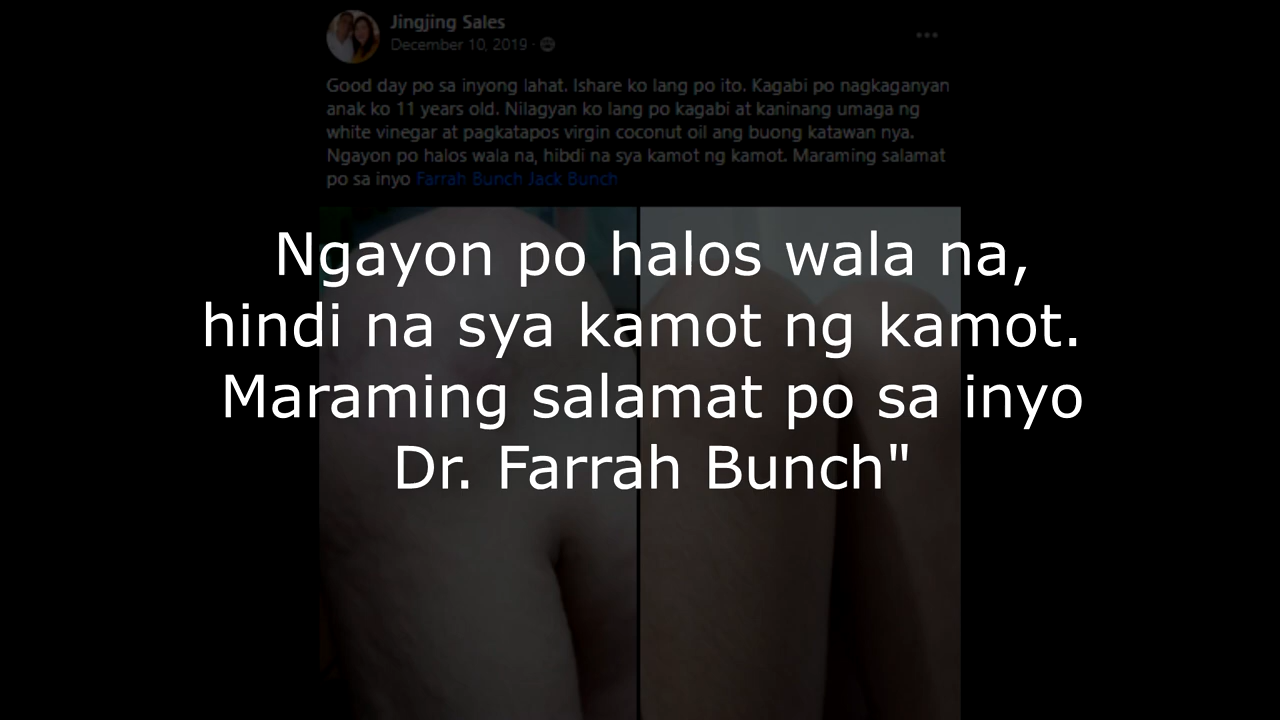 Jingjing Sales
December 10, 2019
Good day po sa inyong lahat. Ishare ko lang po ito. Kagabi po nagkaganyan
anak ko 11 years old. Nilagyan ko lang po kagabi at kaninang umaga ng
white vinegar at pagkatapos virgin coconut oil ang buong katawan nya.
Ngayon po halos wala na, hibdi na sya kamot ng kamot. Maraming salamat
po sa inyo Farrah Bunch Jack Bunch
Ngayon po halos wala na,
hindi na sya kamot ng kamot.
Maraming salamat po sa inyo
Dr. Farrah Bunch"